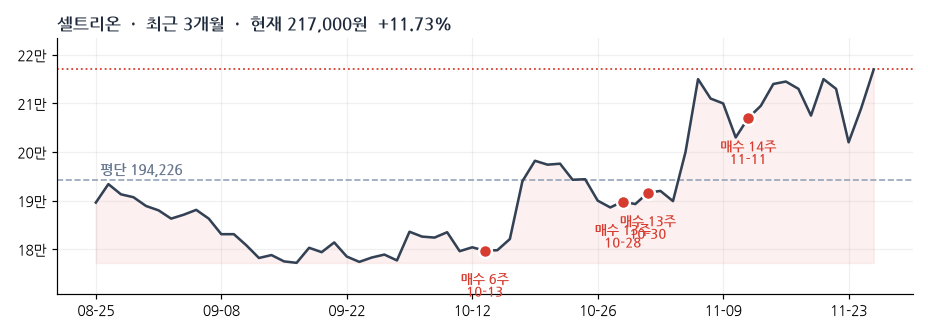 셀트리온 · 최근 3개월 · 현재 217,000원 +11.73%
22만
21만
20만
19만
18만
평단 194,226
매수 6주
10-13
매수
10-28
매수 13주
10-30
매수 14주
11-11
08-25
09-08
09-22
10-12
10-26
11-09
11-23